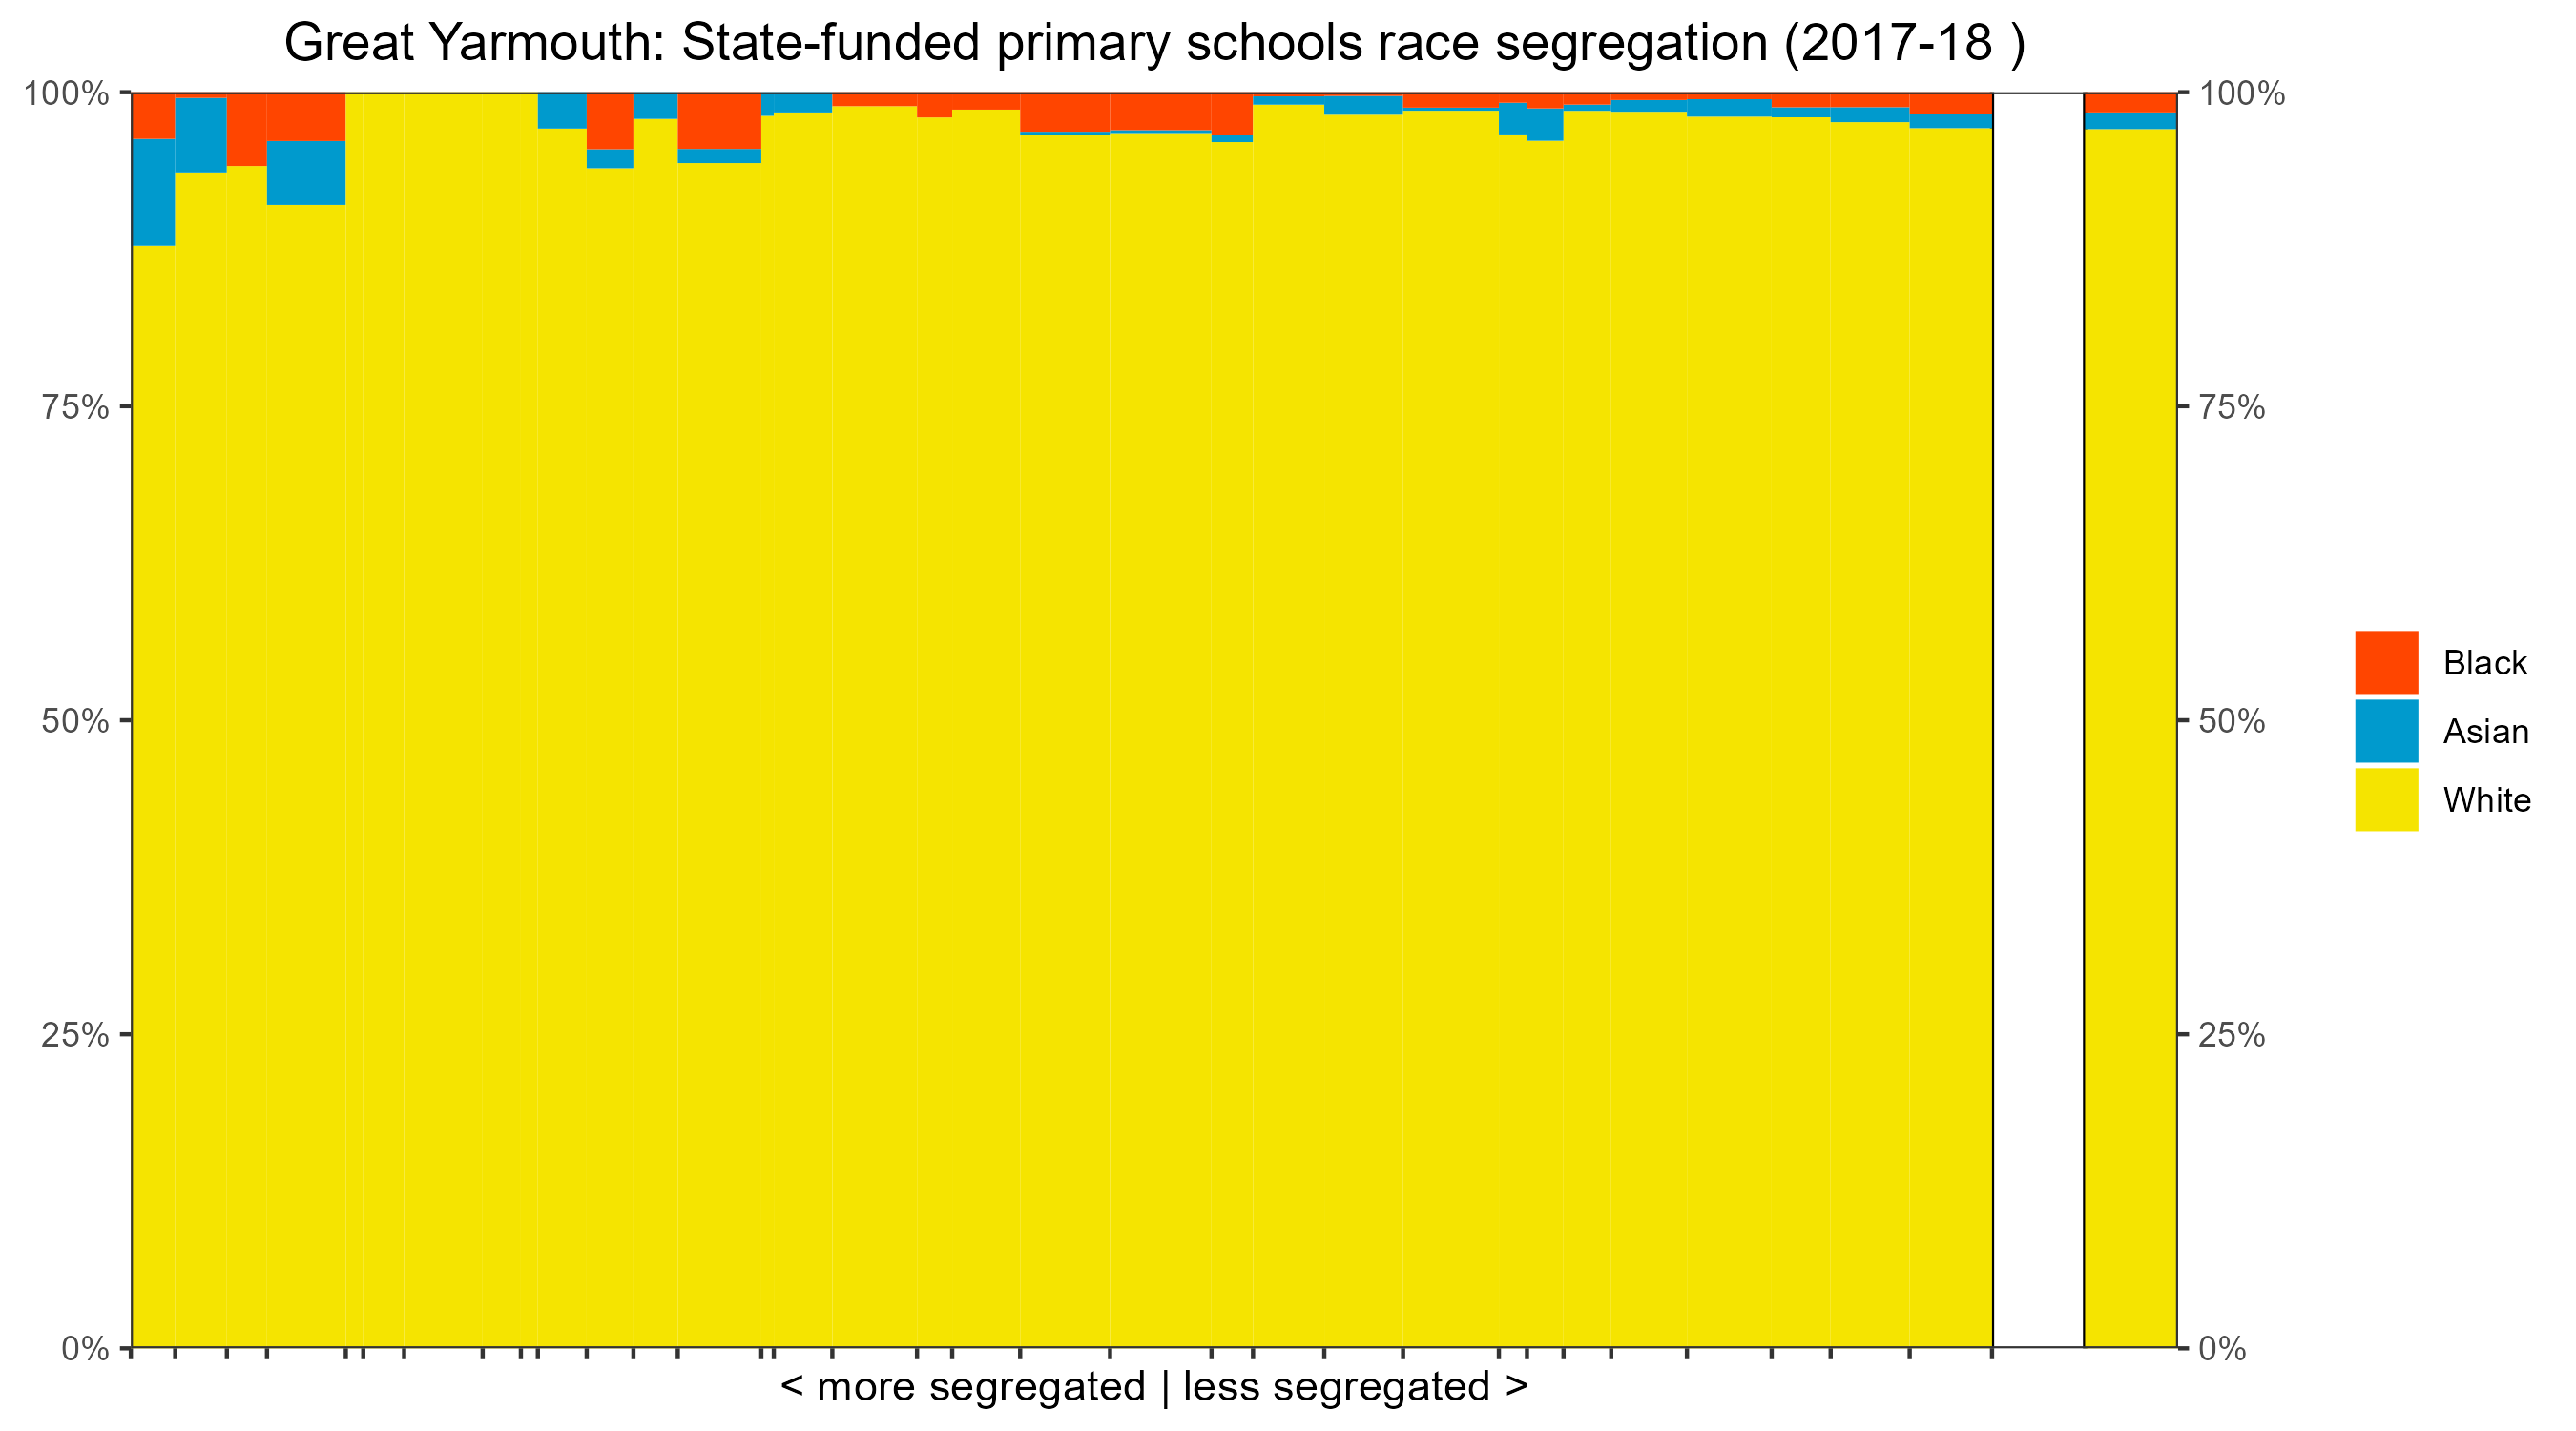 Great Yarmouth: State-funded primary schools race segregation (2017-18 )
100%
75%
50%
25%
0%
100%
75%
50%
25%
0%
Black
Asian
White
< more segregated | less segregated >